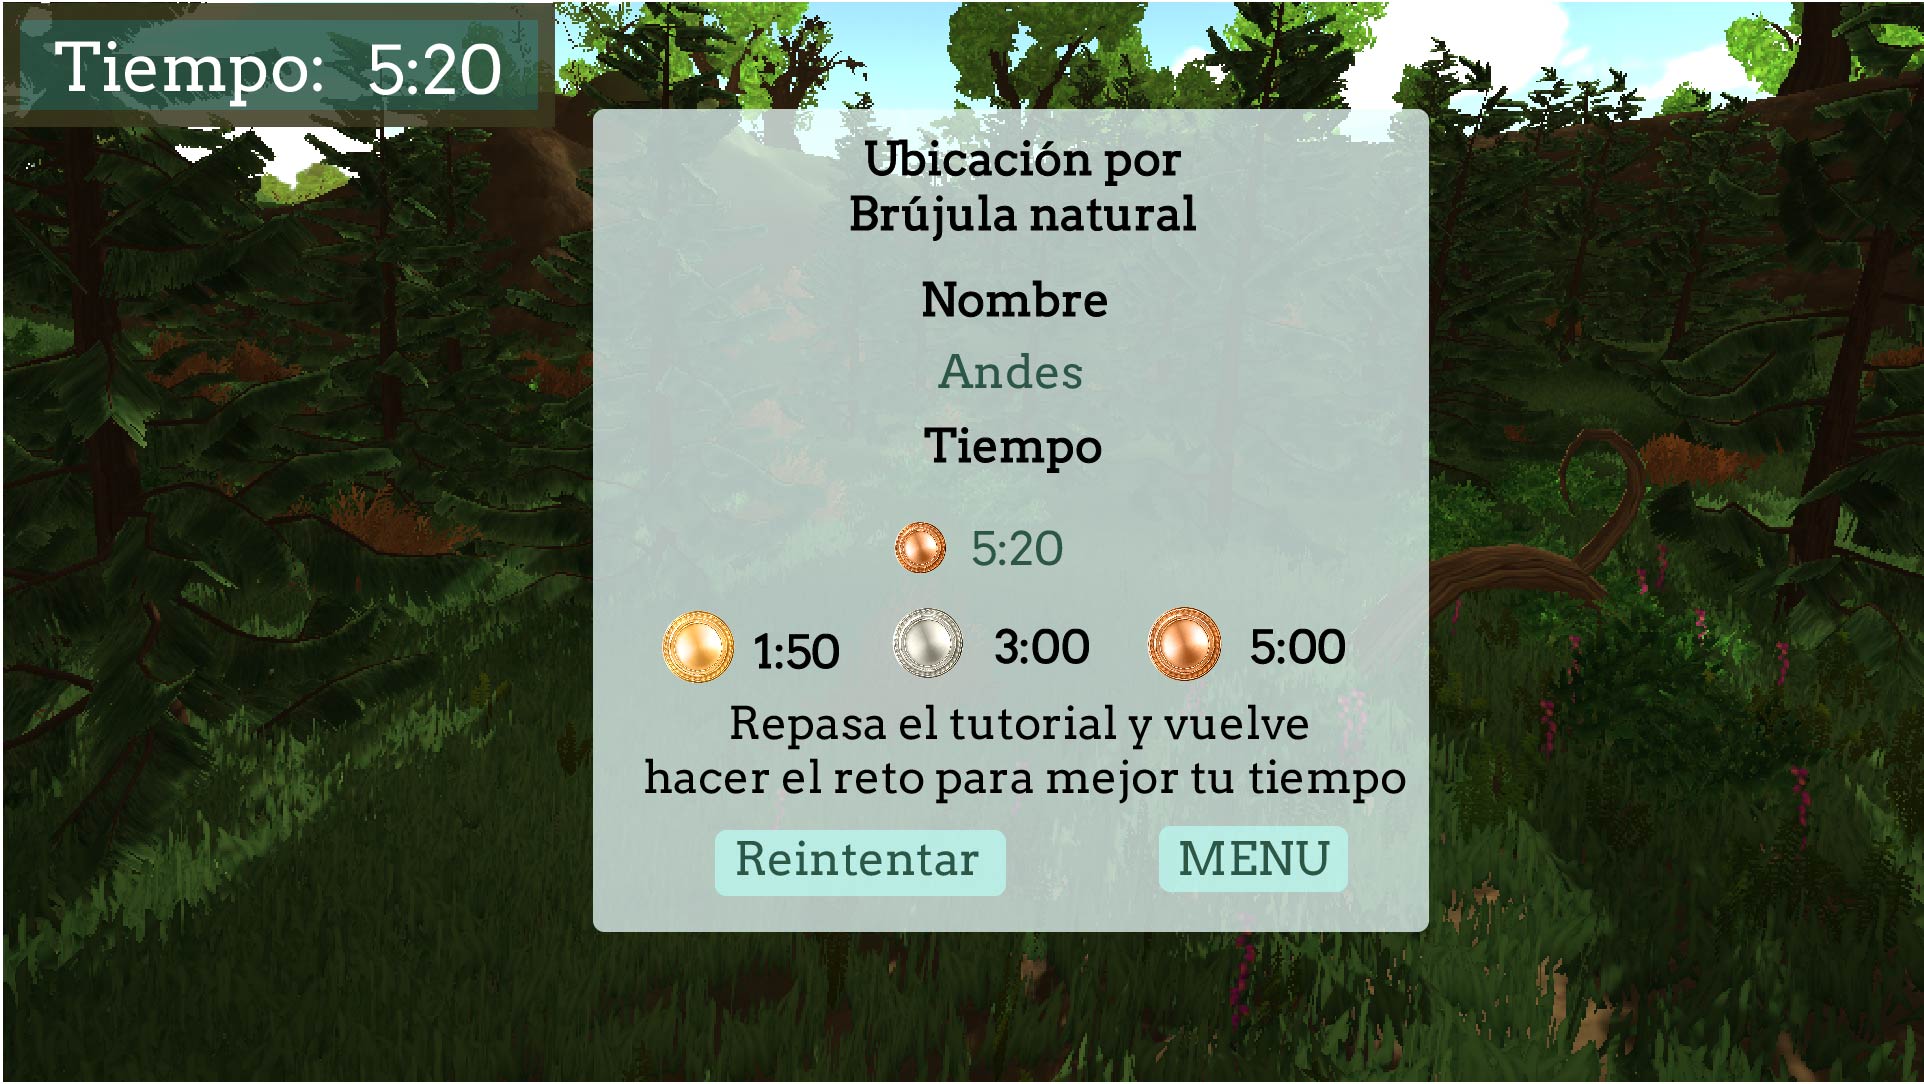 Tiempo: 5:20
Ubicación por
Brújula natural
Nombre
Andes
Tiempo
5:20
1:50 3:00 5:00
Repasa el tutorial y vuelve
hacer el reto para mejor tu tiempo
Reintentar MENU